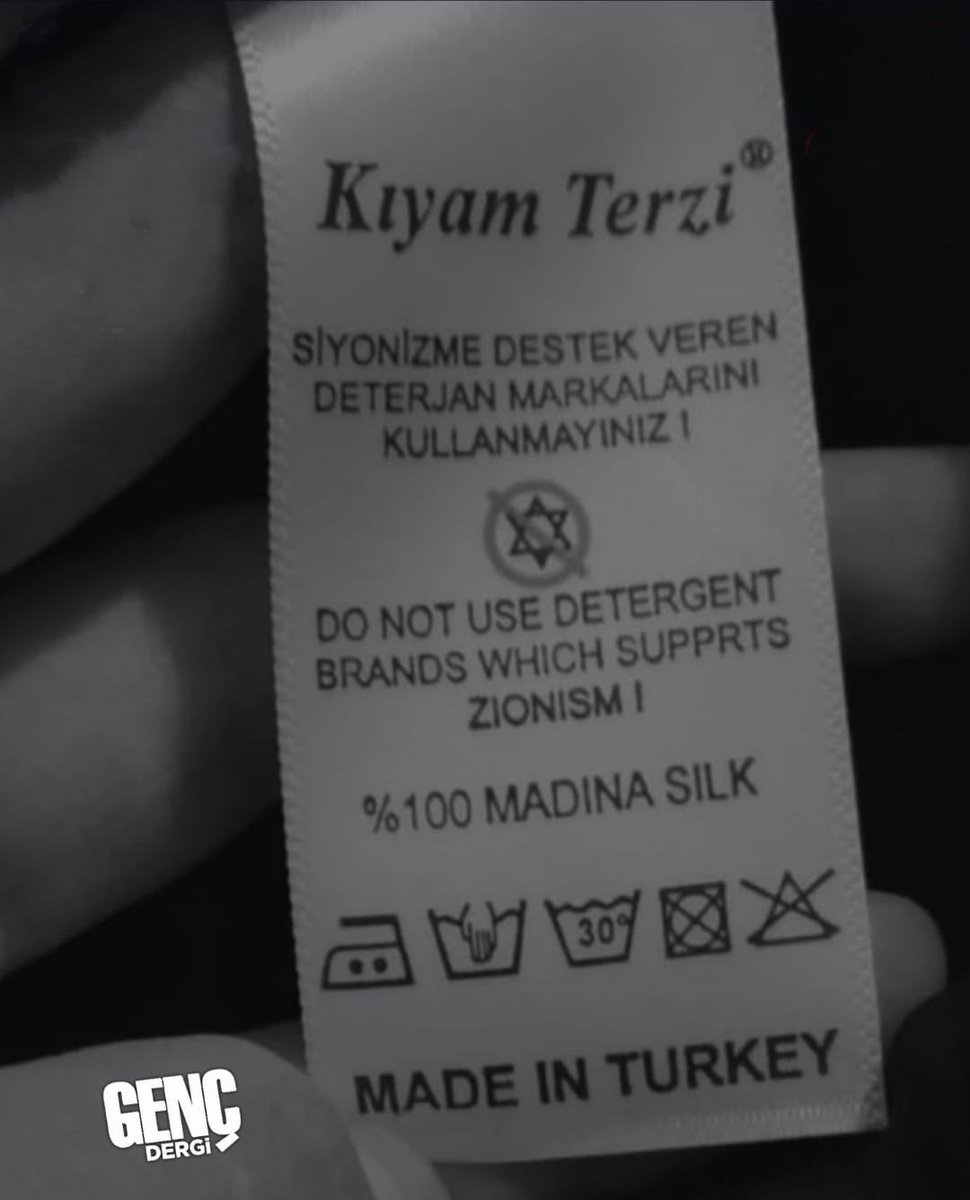 Kıyam Terzi®
SİYONİZME DESTEK VEREN
DETERJAN MARKALARINI
KULLANMAYINIZ !
DO NOT USE DETERGENT
BRANDS WHICH SUPPRTS
ZIONISM !
%100 MADINA SILK
30°
MADE IN TURKEY
GENÇ
DERGİ